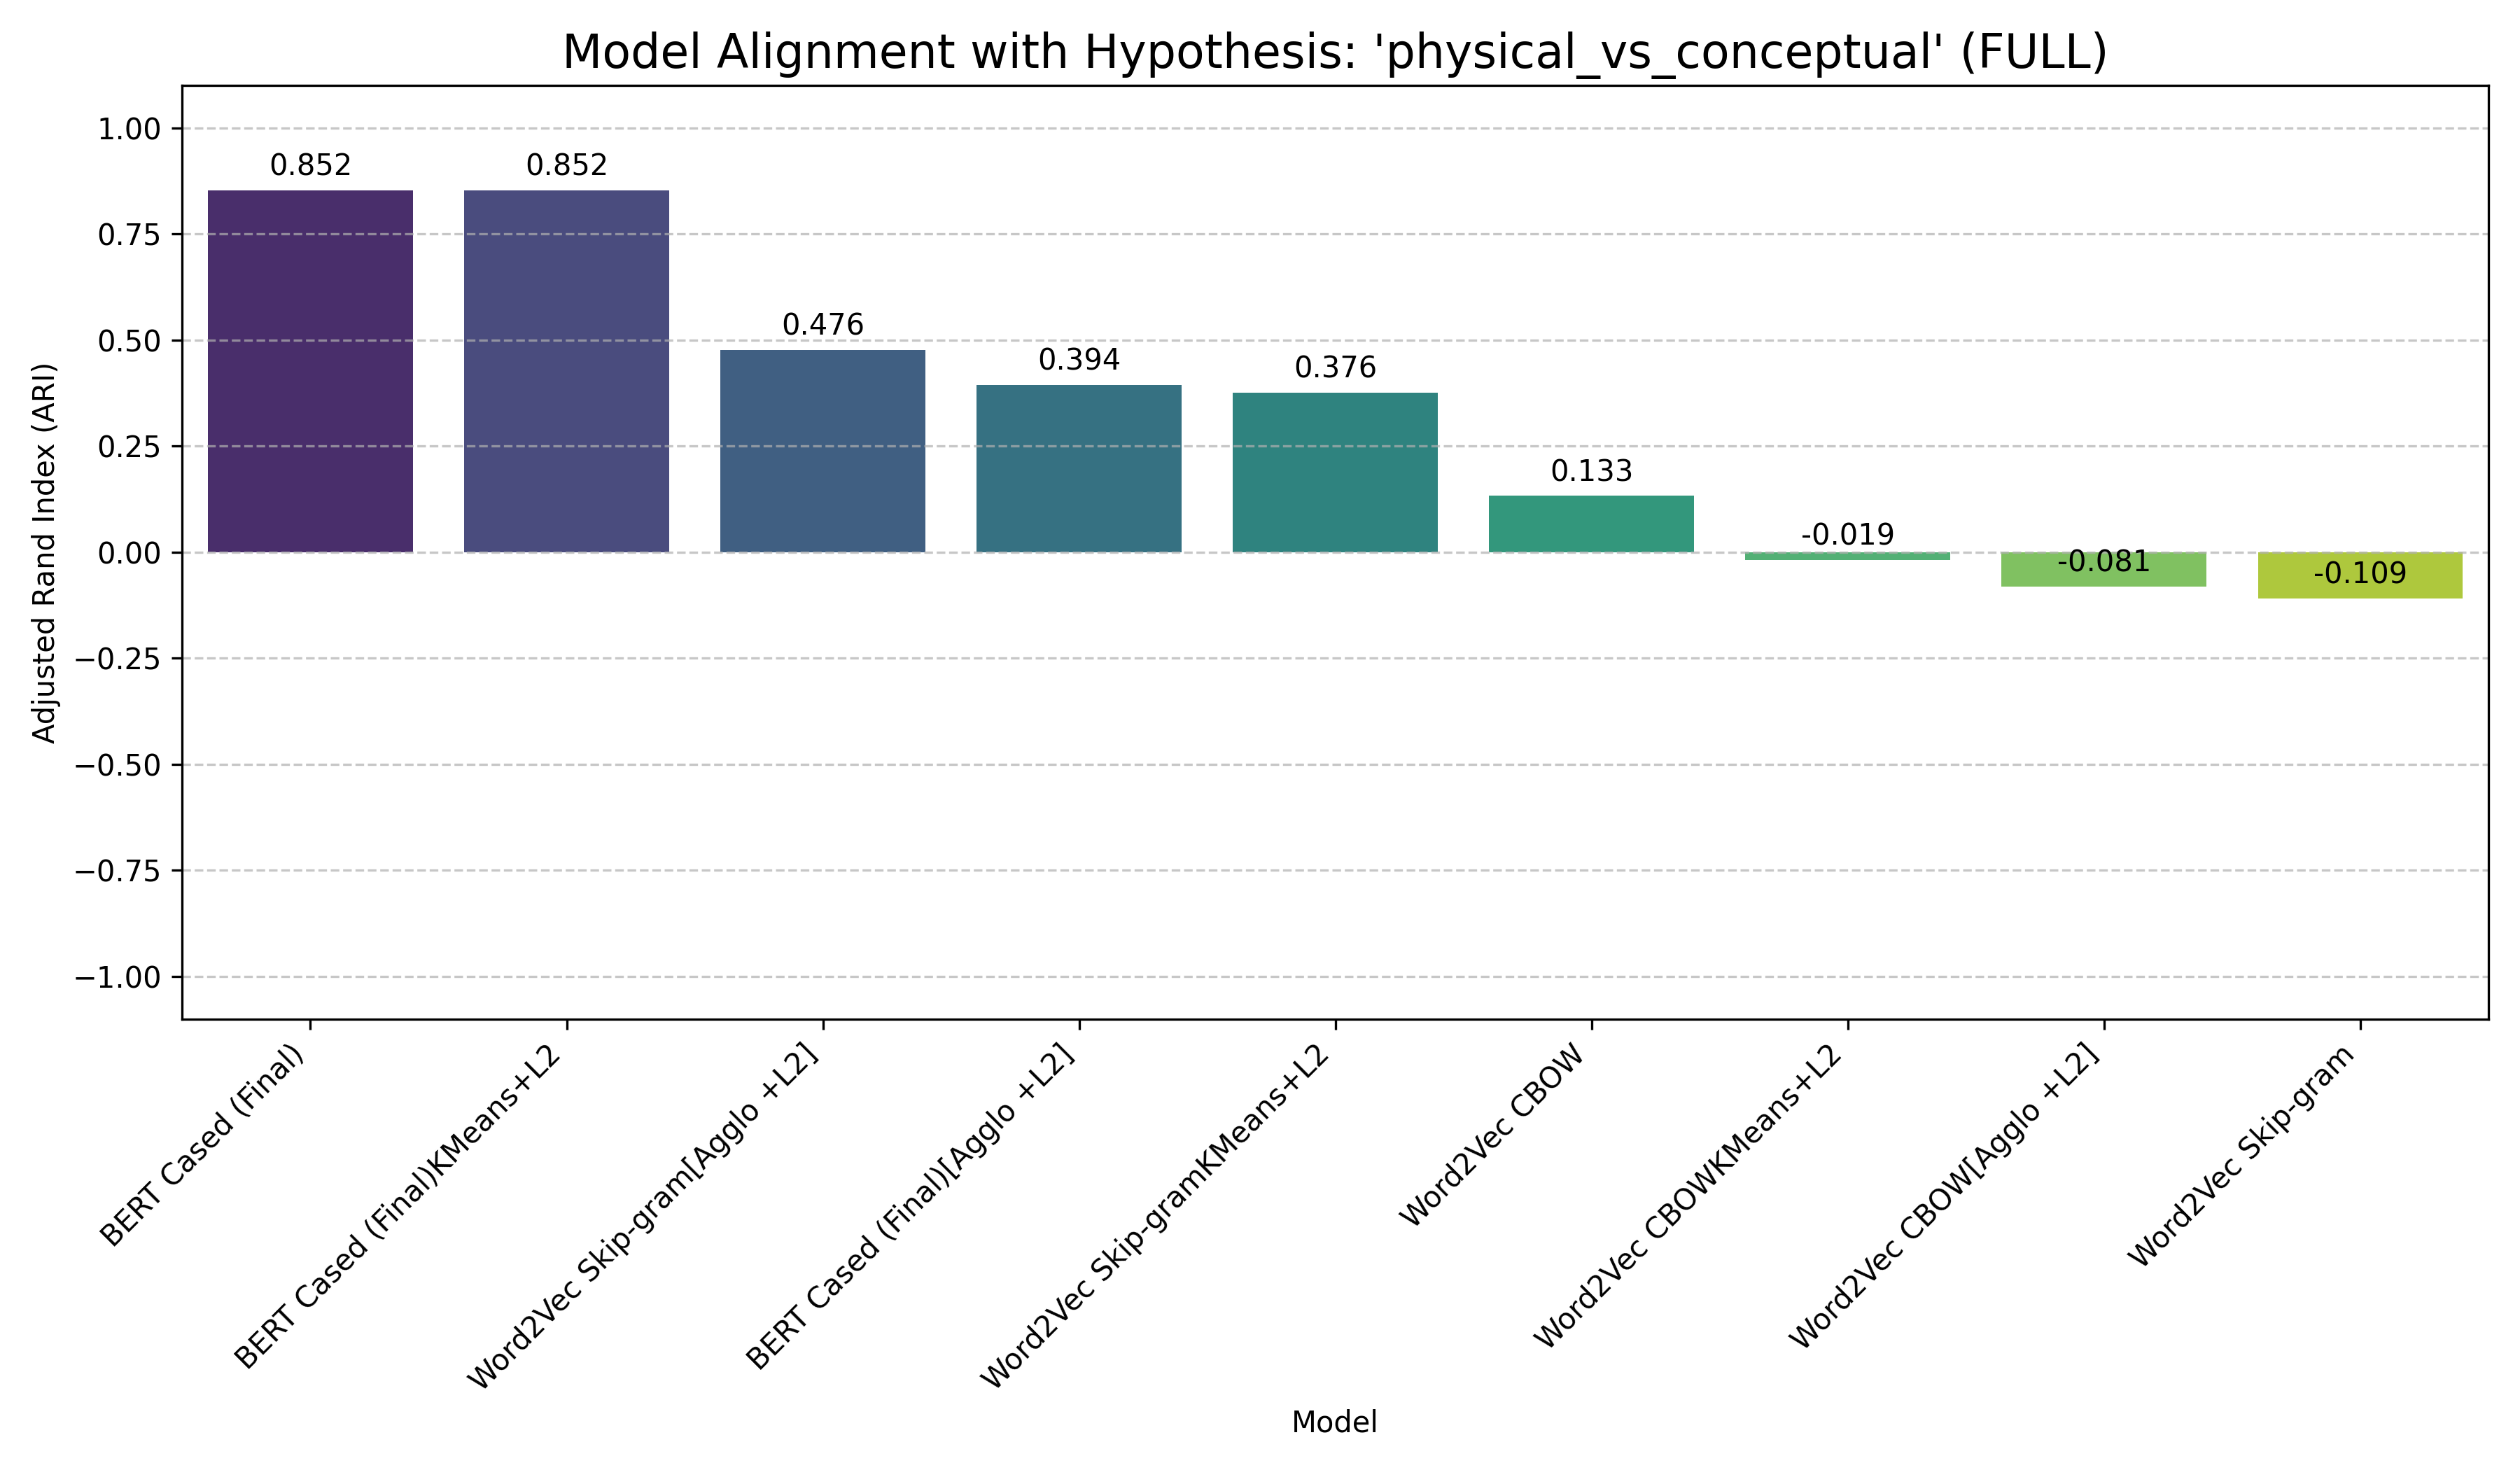 Model Alignment with Hypothesis: 'physical_vs_conceptual' (FULL)
Adjusted Rand Index (ARI)
1.00
0.75
0.50
0.25
0.00
−0.25
−0.50
−0.75
−1.00
0.852
0.852
0.476
0.394
0.376
0.133
-0.019
-0.081
-0.109
BERT Cased (Final)
BERT Cased (Final)KMeans+L2
Word2Vec Skip-gram[Agglo +L2]
BERT Cased (Final)[Agglo +L2]
Word2Vec Skip-gramKMeans+L2
Word2Vec CBOW
Word2Vec CBOWKMeans+L2
Word2Vec CBOW[Agglo +L2]
Word2Vec Skip-gram
Model